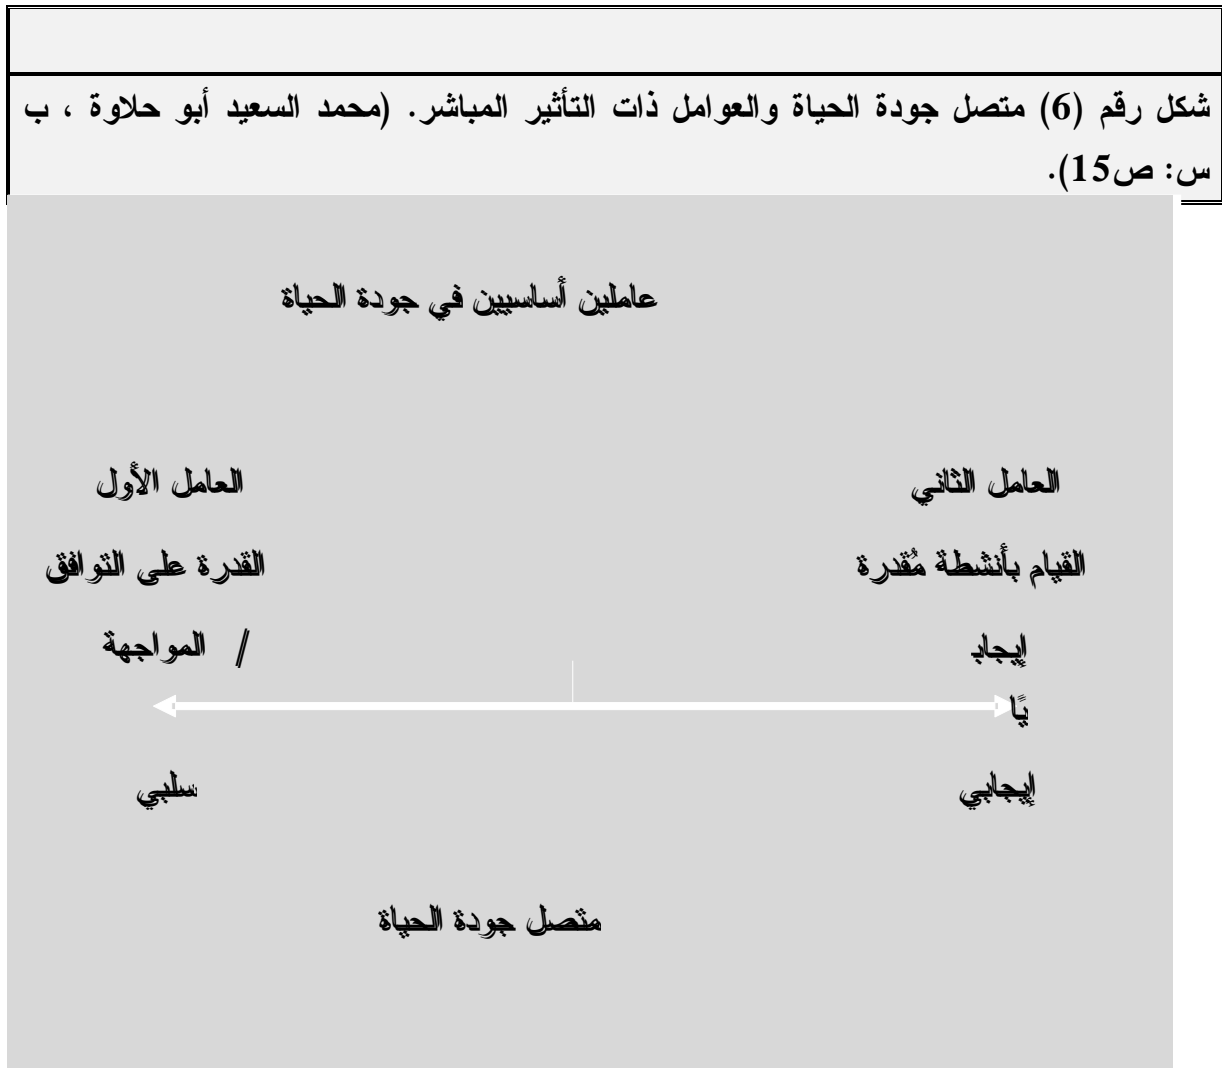 شكل رقم (6) متصل جودة الحياة والعوامل ذات التأثير المباشر. (محمد السعيد أبو حلاوة ، ب
س: ص15).
عاملين أساسيين في جودة الحياة
العامل الثاني
القيام بأنشطة مُقدرة
إيجابـ
يًا
إيجابي
العامل الأول
القدرة على التوافق
/ المواجهة
سلبي
متصل جودة الحياة